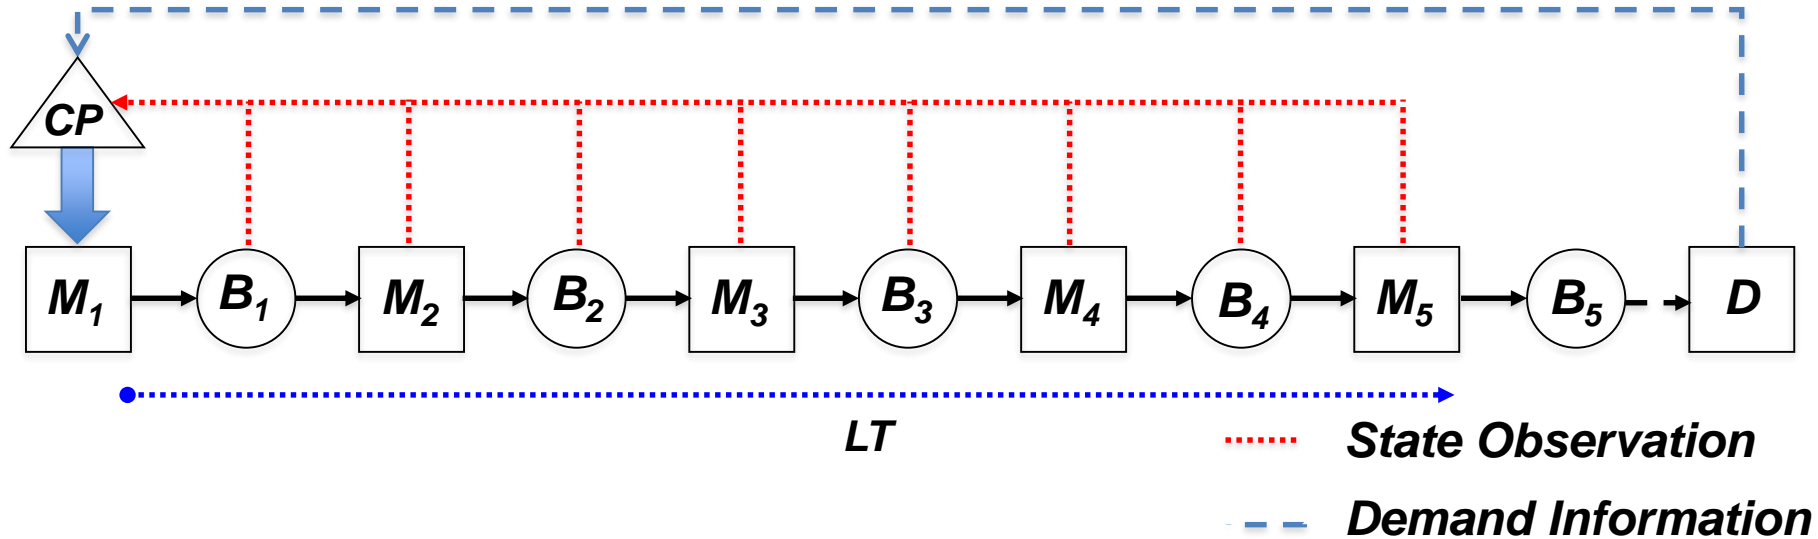 CP
M1 B1 M2 B2 M3 B3 M4 B4 M5 B5 D
LT
State Observation
Demand Information